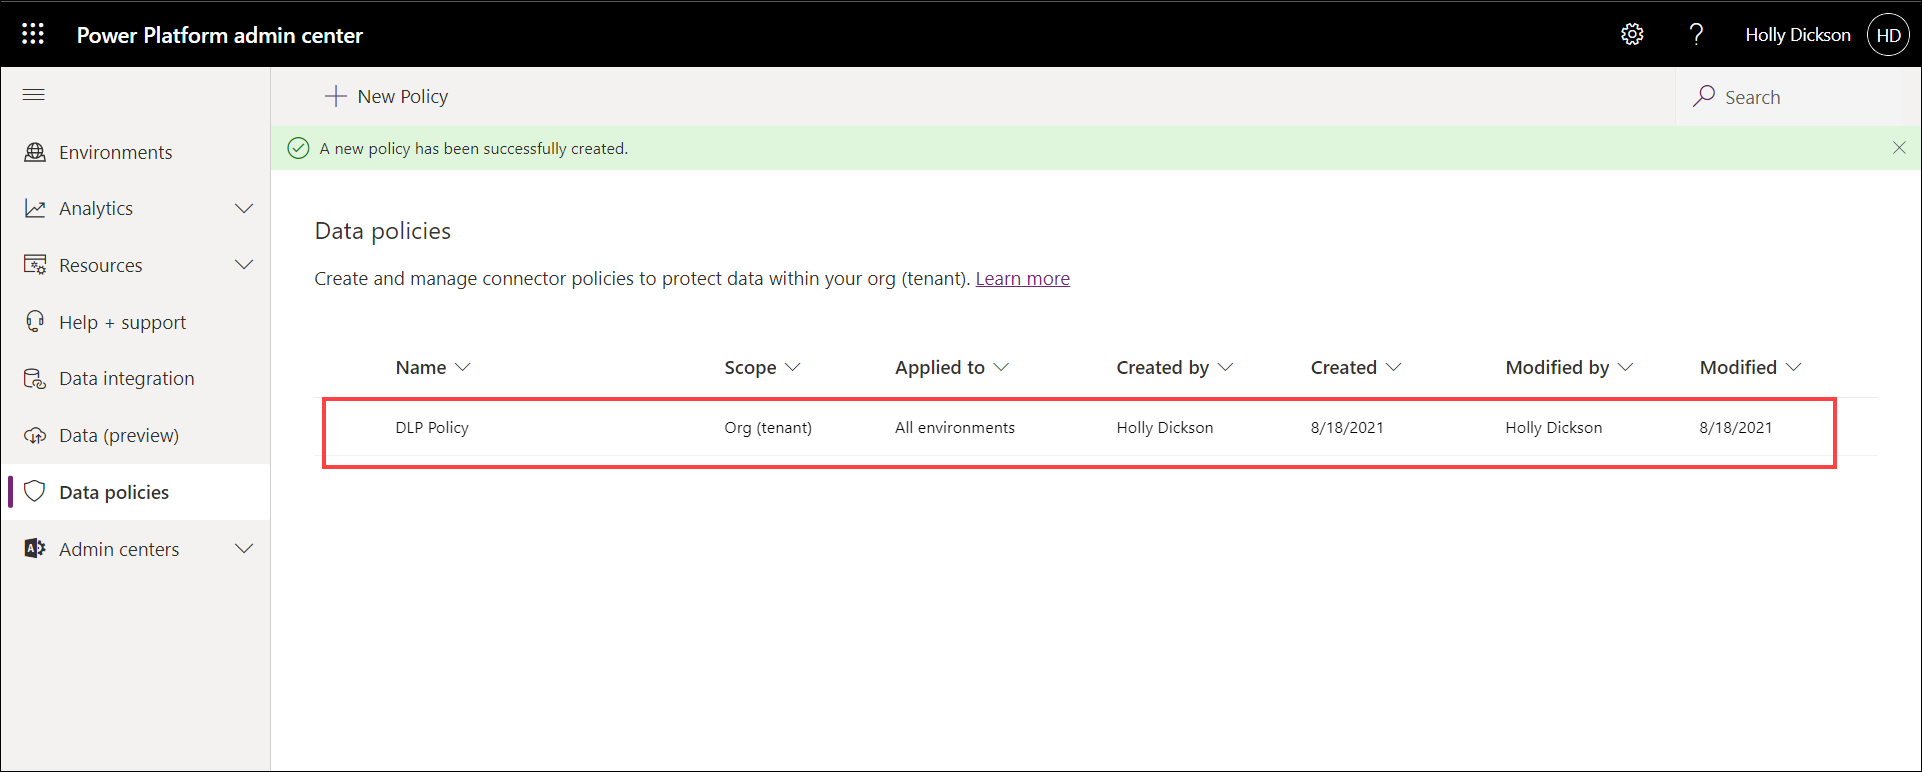 Power Platform admin center
Holly Dickson
HD
New Policy
Search
A new policy has been successfully created.
Environments
Analytics
Resources
Help + support
Data integration
Data (preview)
Data policies
Admin centers
Data policies
Create and manage connector policies to protect data within your org (tenant). Learn more
Name Scope Applied to Created by Created Modified by Modified
DLP Policy Org (tenant) All environments Holly Dickson 8/18/2021 Holly Dickson 8/18/2021